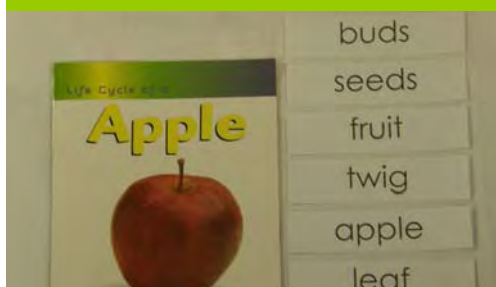 Life Cycle of a
Apple
buds
seeds
fruit
twig
apple
leaf